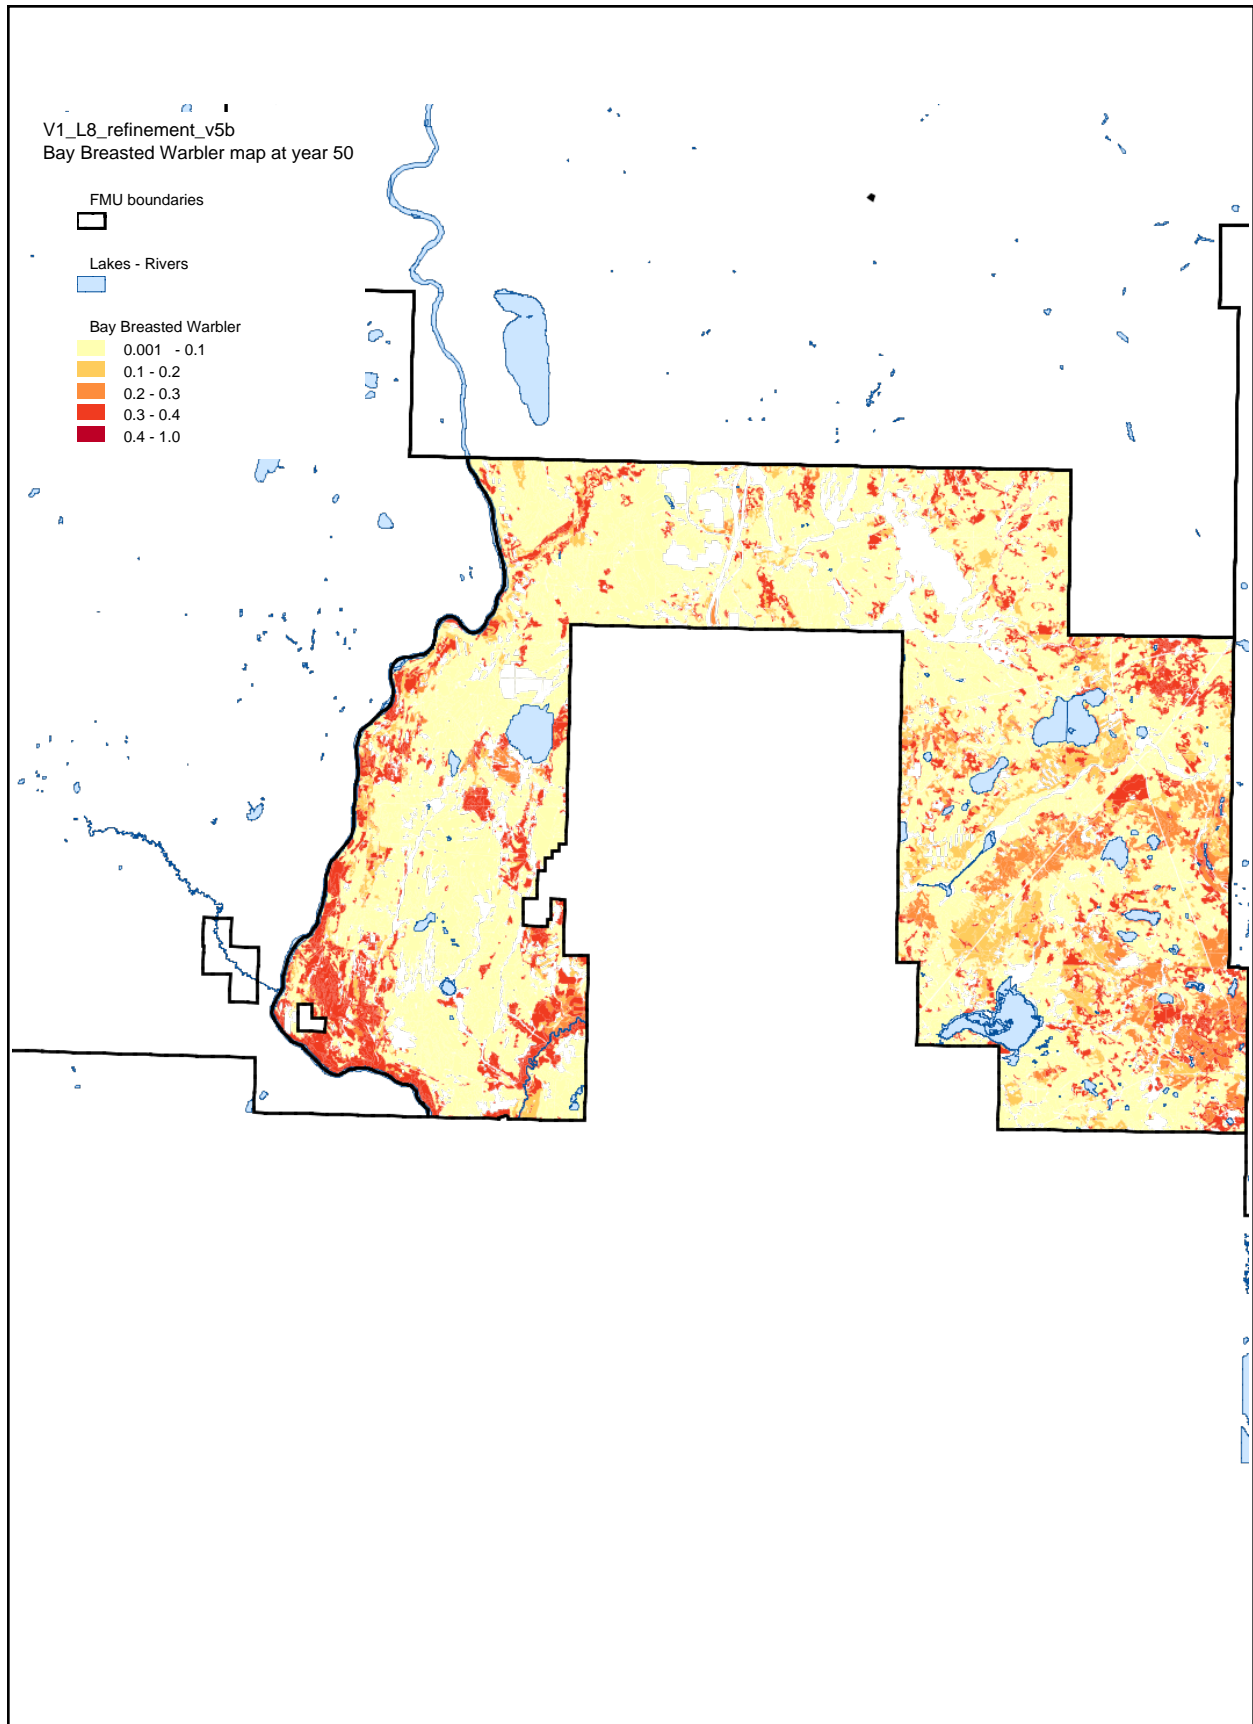 V1_L8_refinement_v5b
Bay Breasted Warbler map at year 50
FMU boundaries
Lakes - Rivers
Bay Breasted Warbler
0.001 - 0.1
0.1 - 0.2
0.2 - 0.3
0.3 - 0.4
0.4 - 1.0